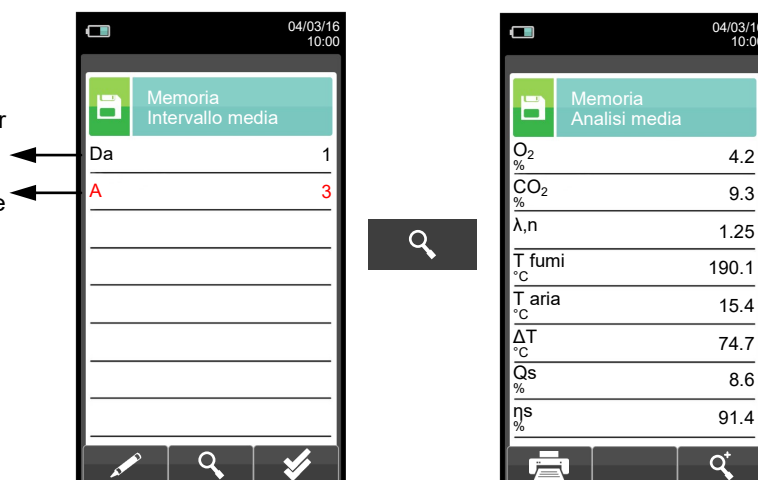 04/03/16
10:00
Memoria
Intervallo media
Da 1
A 3
r
e
04/03/16
10:00
Memoria
Analisi media
O₂ % 4.2
CO₂ % 9.3
λ,n 1.25
T fumi °C 190.1
T aria °C 15.4
ΔT °C 74.7
Qs % 8.6
ηs % 91.4